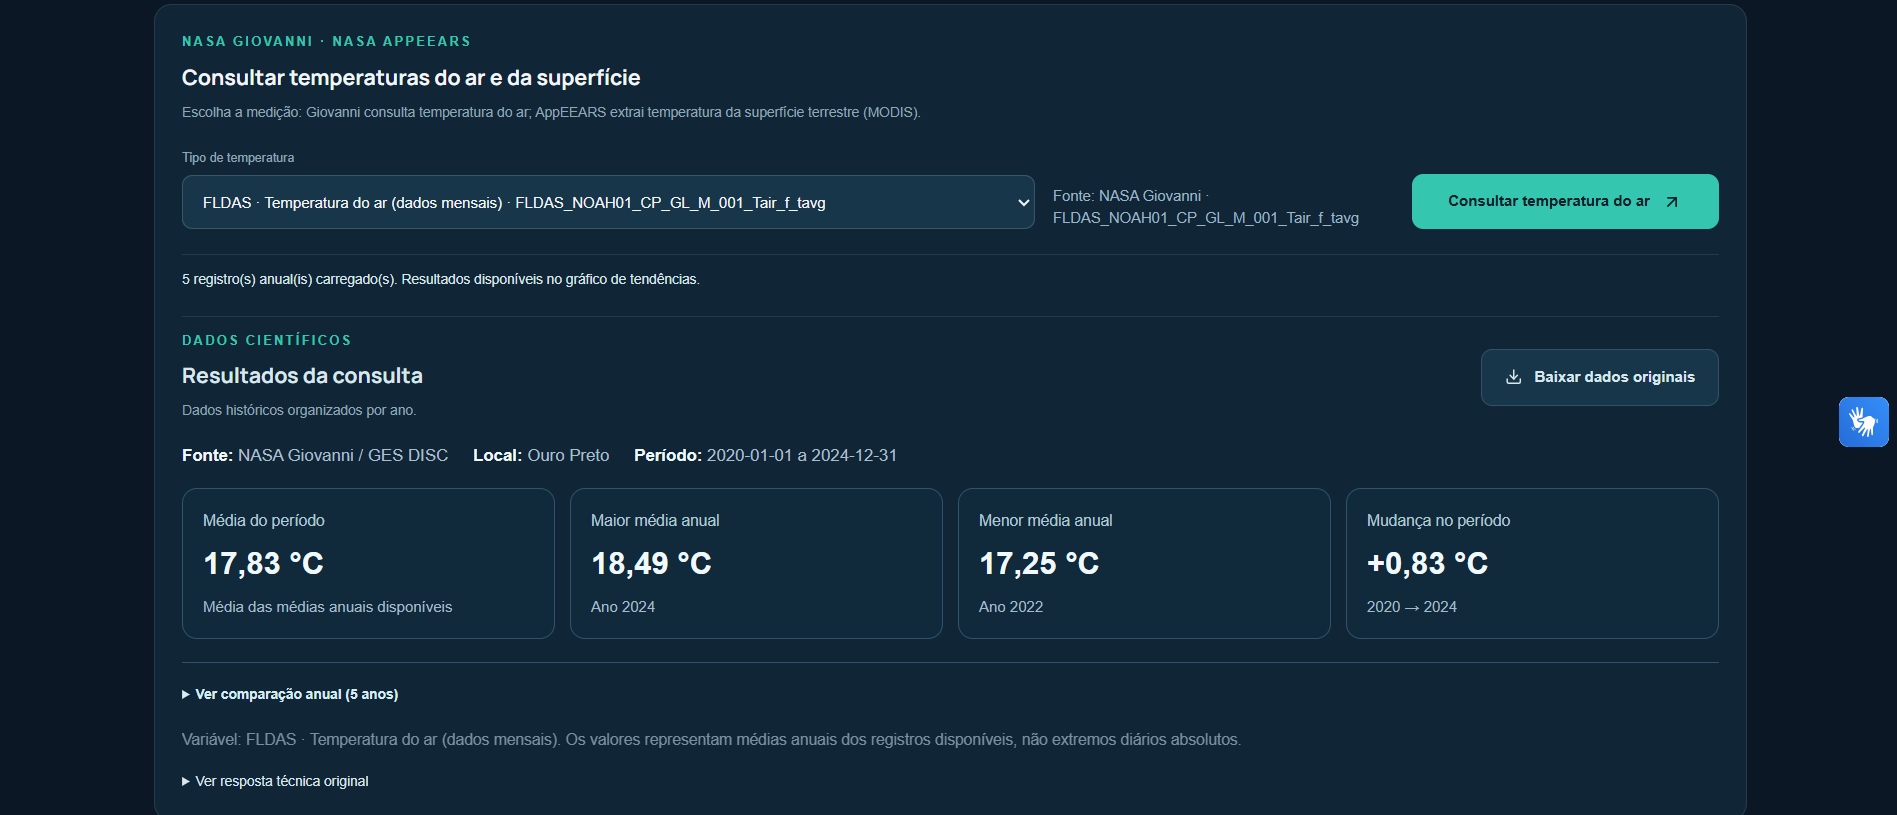 NASA GIOVANNI · NASA APPEEARS
Consultar temperaturas do ar e da superfície
Escolha a medição: Giovanni consulta temperatura do ar; AppEEARS extrai temperatura da superfície terrestre (MODIS).
Tipo de temperatura
FLDAS · Temperatura do ar (dados mensais) · FLDAS_NOAH01_CP_GL_M_001_Tair_f_tavg
Fonte: NASA Giovanni ·
FLDAS_NOAH01_CP_GL_M_001_Tair_f_tavg
Consultar temperatura do ar
5 registro(s) anual(is) carregado(s). Resultados disponíveis no gráfico de tendências.
DADOS CIENTÍFICOS
Resultados da consulta
Dados históricos organizados por ano.
Baixar dados originais
Fonte: NASA Giovanni / GES DISC Local: Ouro Preto Período: 2020-01-01 a 2024-12-31
Média do período
17,83 °C
Média das médias anuais disponíveis
Maior média anual
18,49 °C
Ano 2024
Menor média anual
17,25 °C
Ano 2022
Mudança no período
+0,83 °C
2020 → 2024
Ver comparação anual (5 anos)
Variável: FLDAS · Temperatura do ar (dados mensais). Os valores representam médias anuais dos registros disponíveis, não extremos diários absolutos.
Ver resposta técnica original